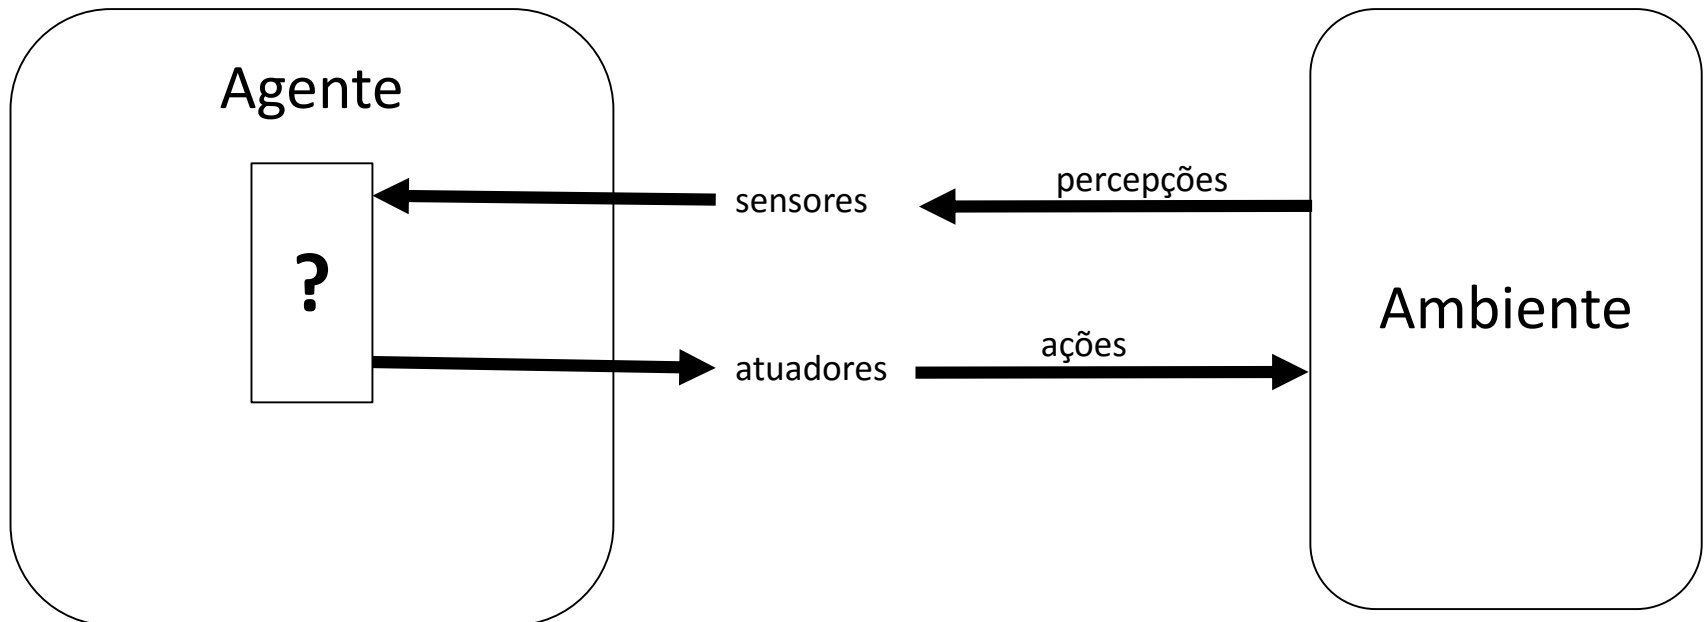 Agente
percepções
sensores
?
Ambiente
ações
atuadores